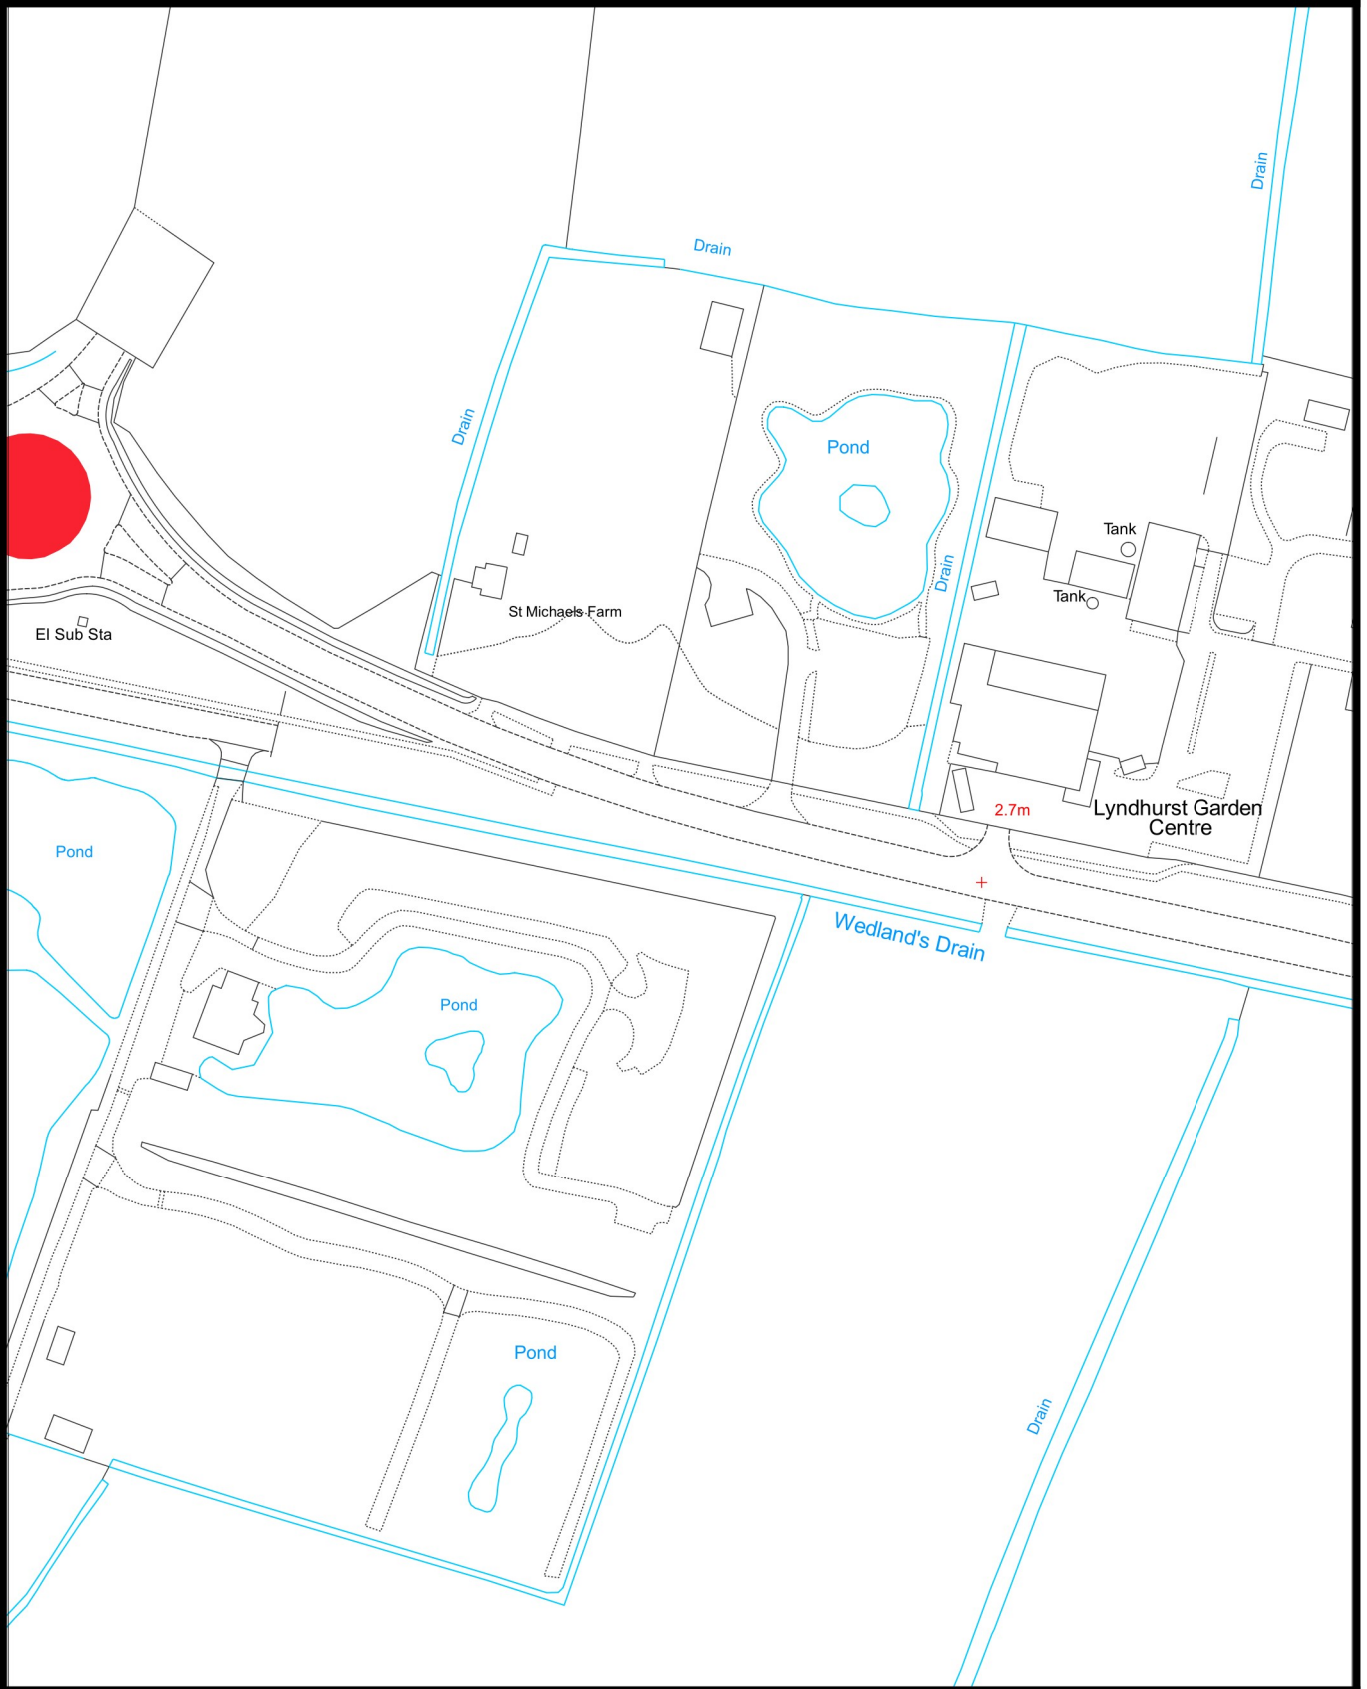 Drain
Drain
Drain
Pond
Tank
Drain
Tank
St Michaels Farm
El Sub Sta
2.7m
Lyndhurst Garden
Centre
Pond
Wedland's Drain
Pond
Pond
Drain